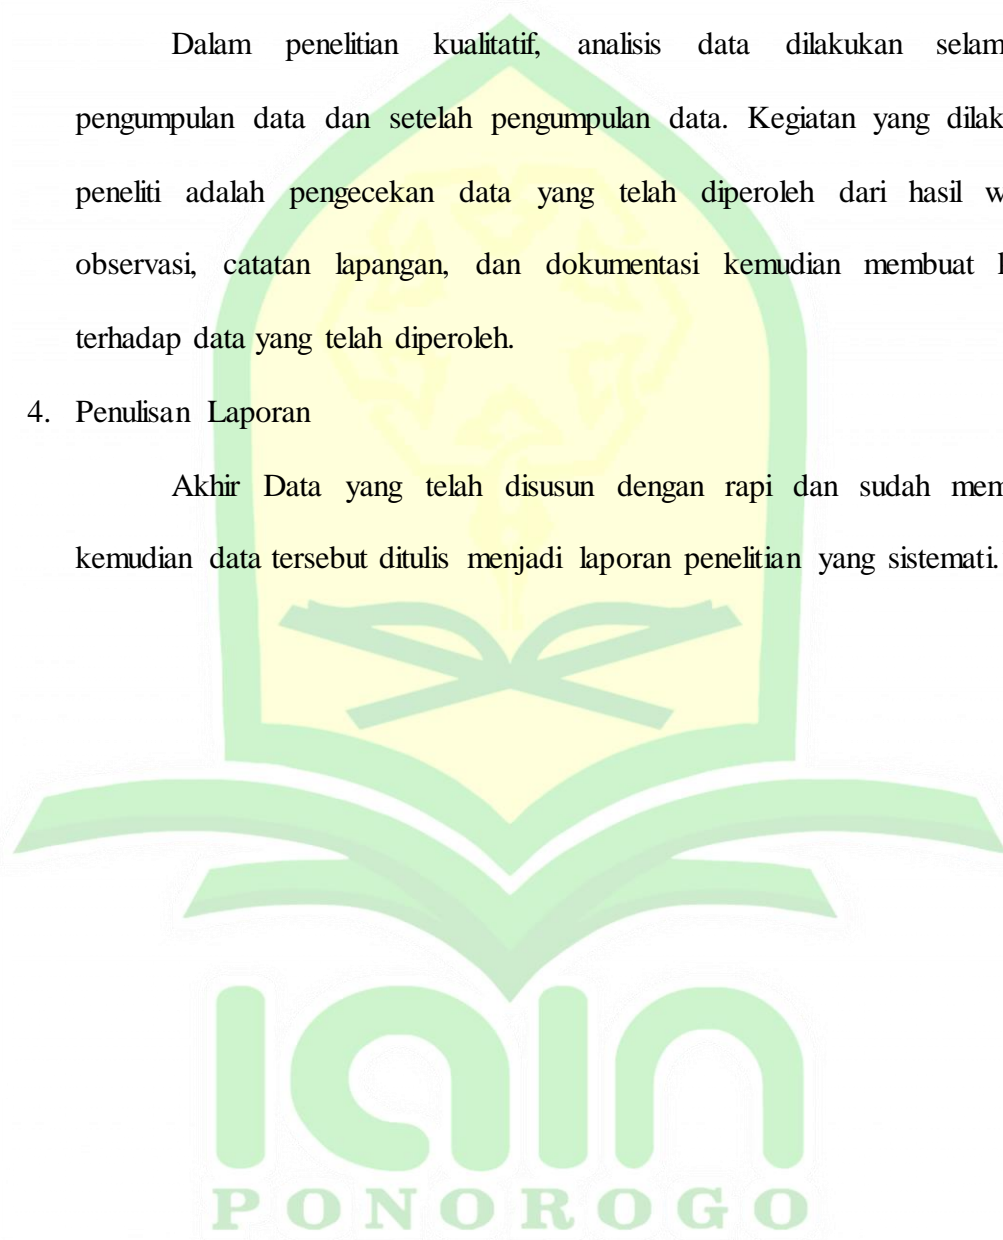 Dalam penelitian kualitatif, analisis data dilakukan selam
pengumpulan data dan setelah pengumpulan data. Kegiatan yang dilak
peneliti adalah pengecekan data yang telah diperoleh dari hasil w
observasi, catatan lapangan, dan dokumentasi kemudian membuat
terhadap data yang telah diperoleh.
4. Penulisan Laporan
Akhir Data yang telah disusun dengan rapi dan sudah mem
kemudian data tersebut ditulis menjadi laporan penelitian yang sistemati.
iain
PONOROGO